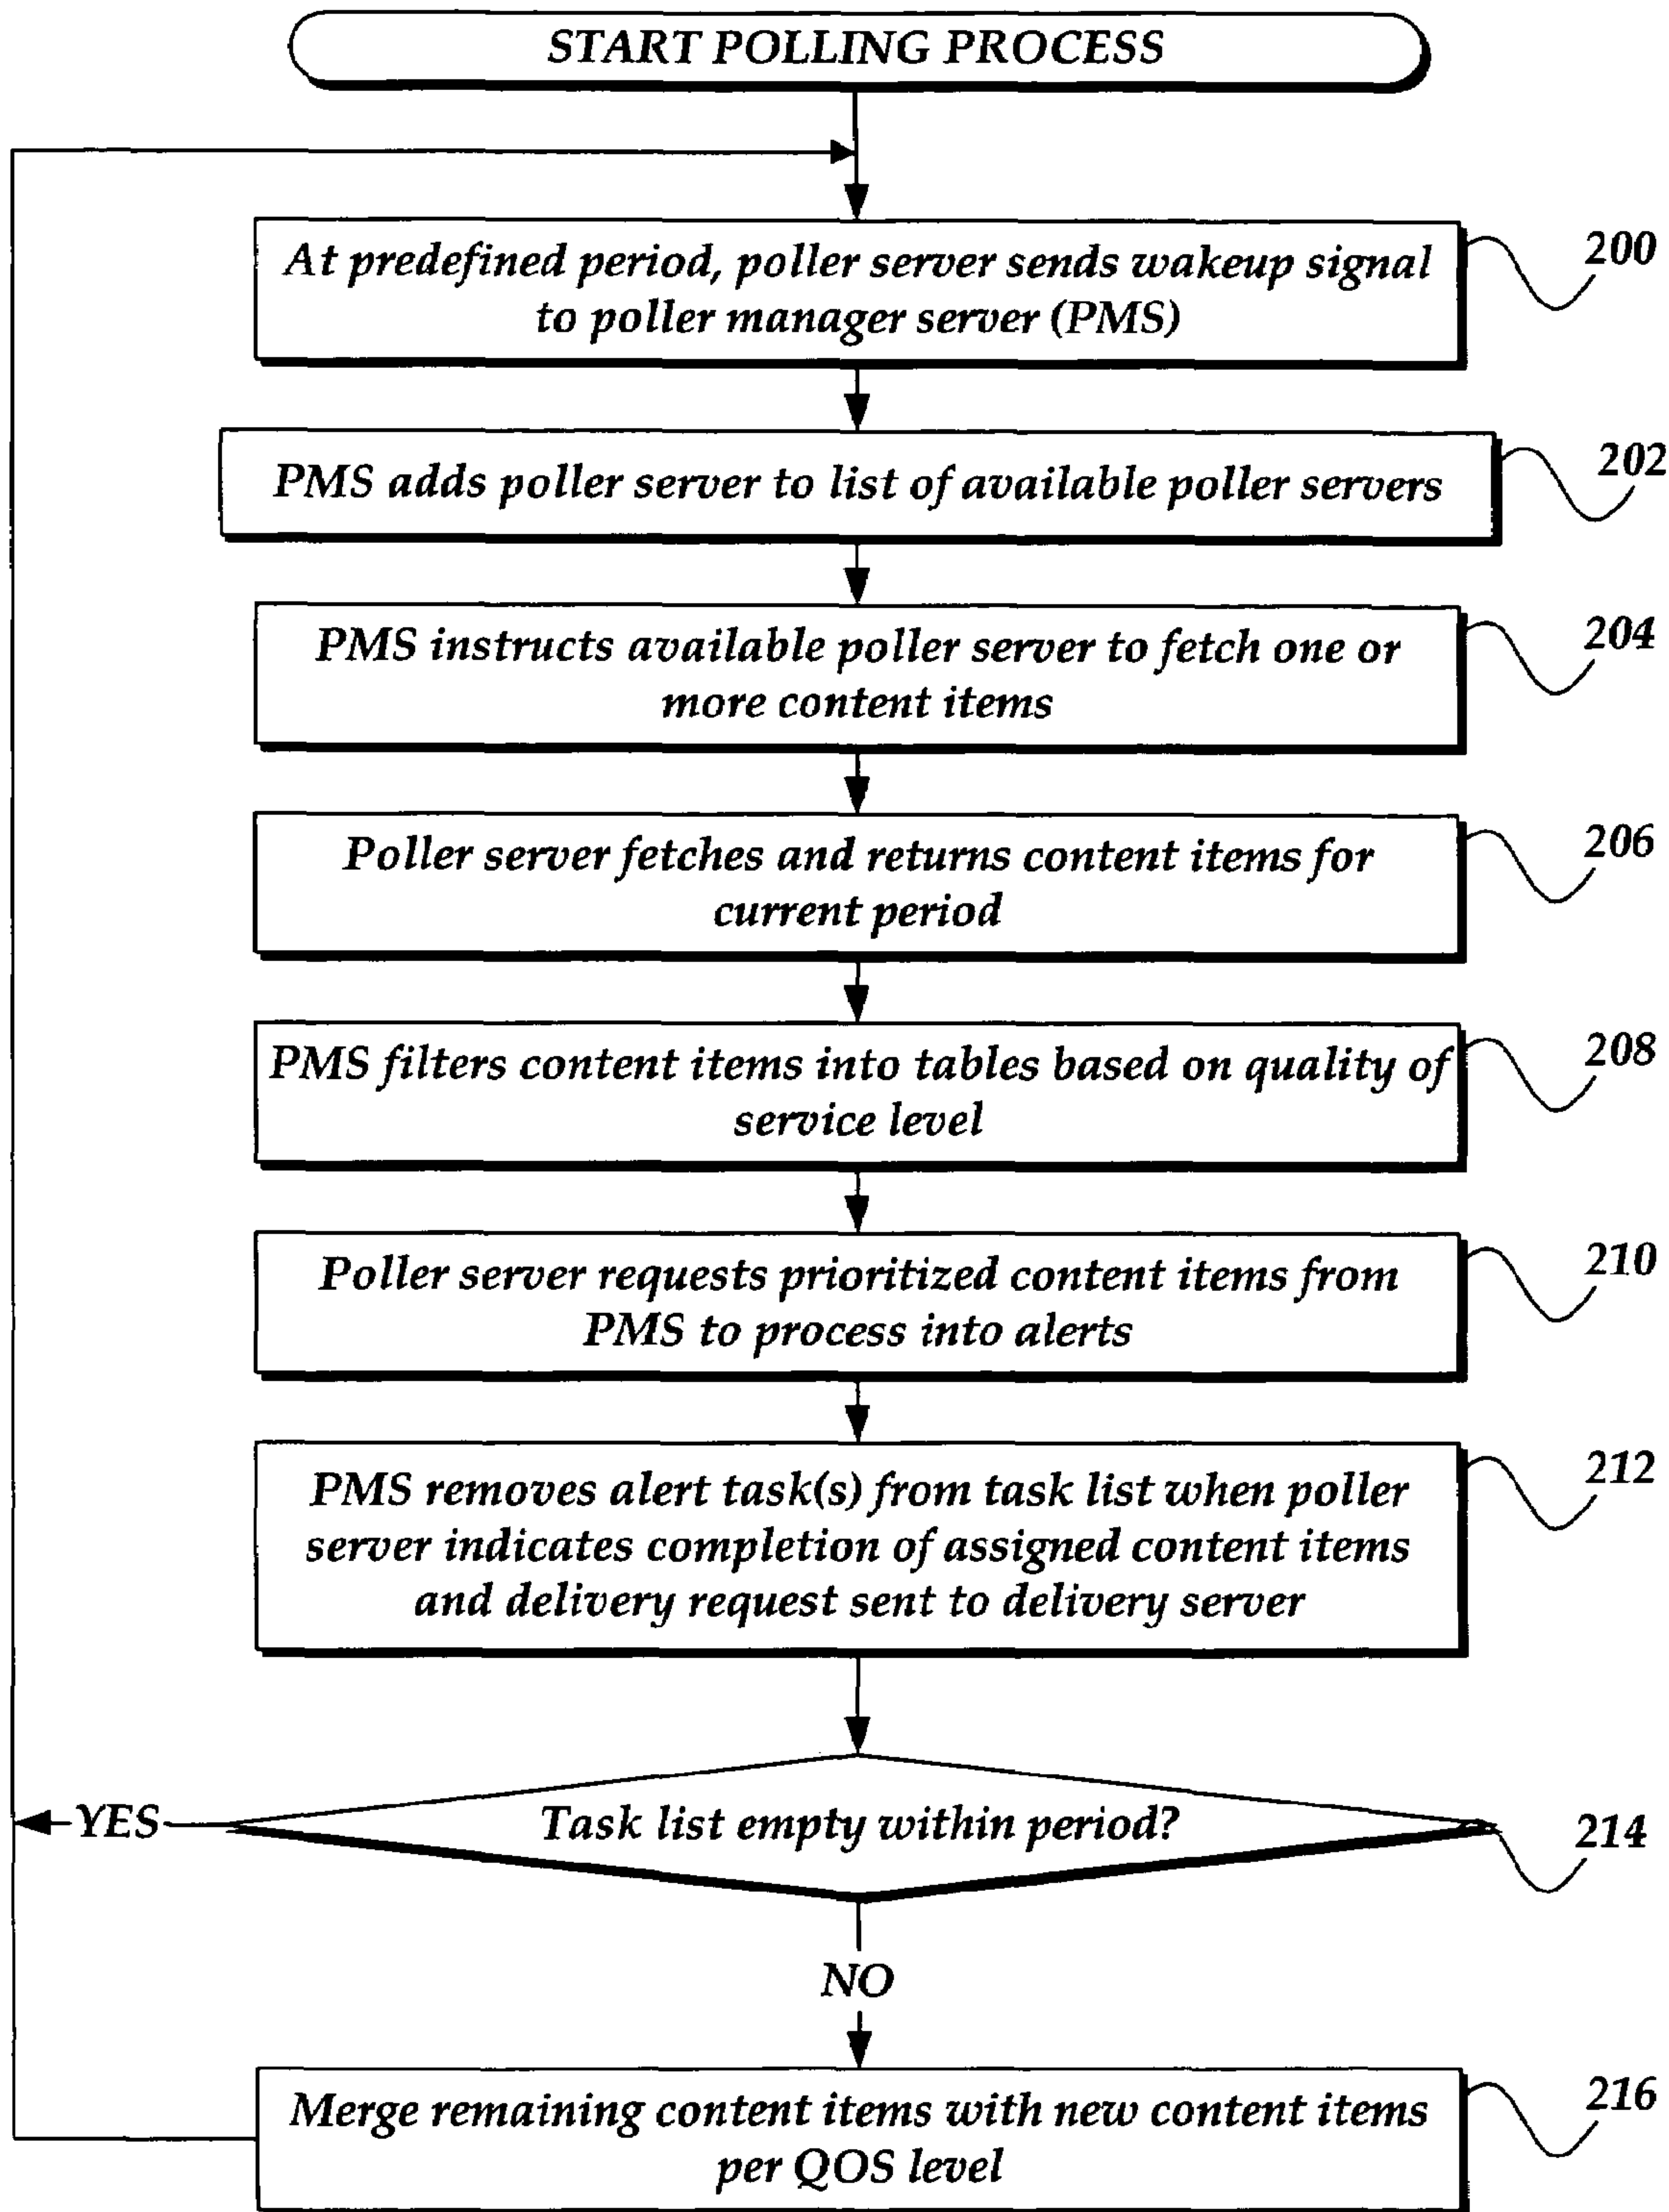 START POLLING PROCESS
At predefined period, poller server sends wakeup signal
to poller manager server (PMS)
200
PMS adds poller server to list of available poller servers
202
PMS instructs available poller server to fetch one or
more content items
204
Poller server fetches and returns content items for
current period
206
PMS filters content items into tables based on quality of
service level
208
Poller server requests prioritized content items from
PMS to process into alerts
210
PMS removes alert task(s) from task list when poller
server indicates completion of assigned content items
and delivery request sent to delivery server
212
YES
Task list empty within period?
214
NO
Merge remaining content items with new content items
per QOS level
216